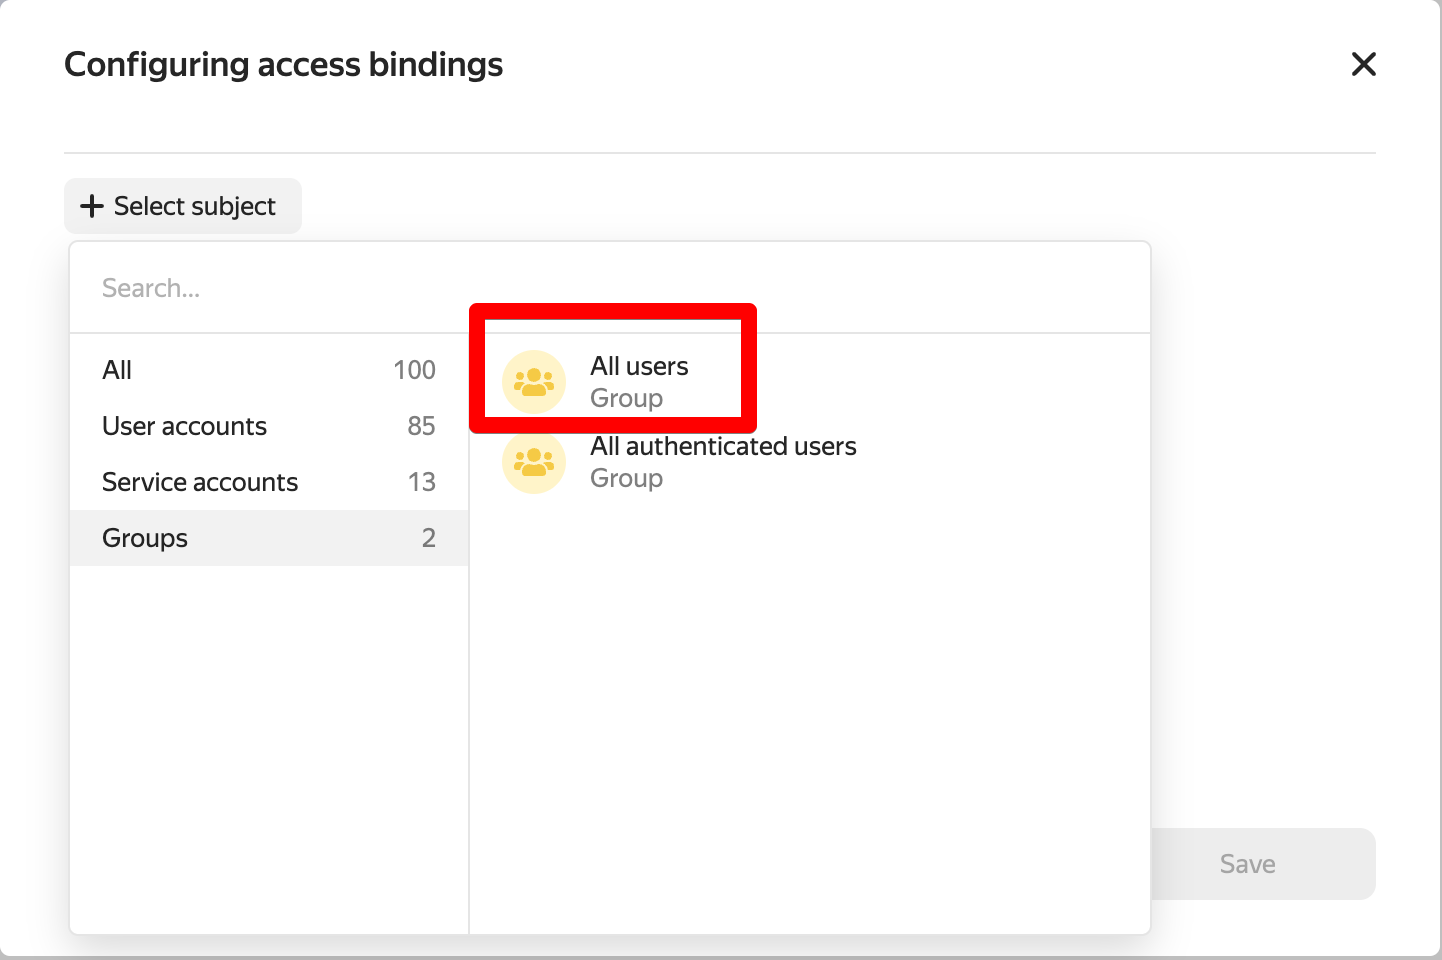 Configuring access bindings
Select subject
Search...
All 100
User accounts 85
Service accounts 13
Groups 2
All users
Group
All authenticated users
Group
Save